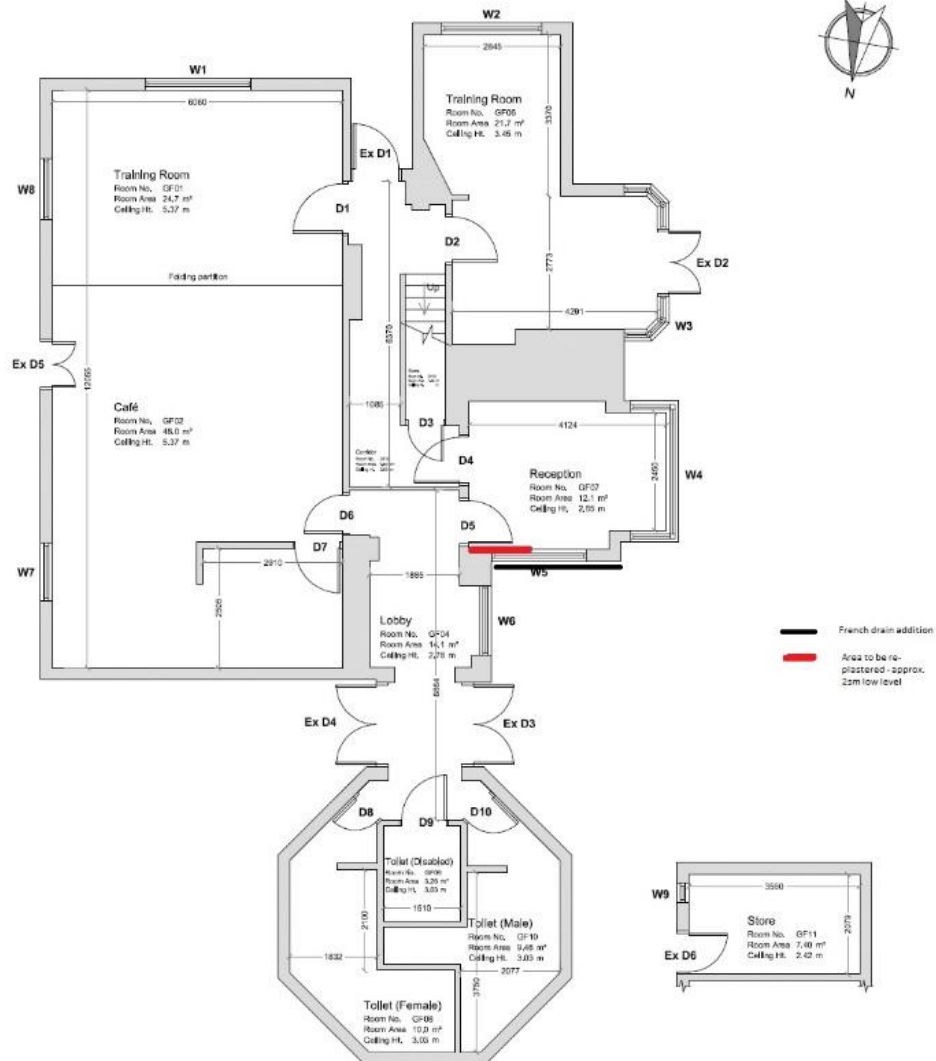 W2
2645
N
W1
6060
Training Room
Room No. GF06
Room Area 21.7 m²
Ceiling Ht. 3.45 m
3370
Ex D1
W8
Training Room
Room No. GF01
Room Area 24.7 m²
Ceiling Ht. 5.37 m
D1
D2
Ex D2
2773
Folding partition
Up
4291
W3
6370
Ex D5
12055
Café
Room No. GF02
Room Area 45.0 m²
Ceiling Ht. 5.37 m
1085
D3
4124
D4
Reception
Room No. GF07
Room Area 12.1 m²
Ceiling Ht. 2.65 m
2450
W4
Corridor
D6
D5
D7
W7
2910
W5
1885
2505
W6
Lobby
Room No. GF04
Room Area 14.1 m²
Ceiling Ht. 2.78 m
French drain addition
Area to be re-
plastered - approx.
2sm low level
Ex D4
Ex D3
D8
D9
D10
Toilet (Disabled)
Room No. GF09
Room Area 3.26 m²
Ceiling Ht. 3.03 m
1610
2100
1832
Toilet (Male)
Room No. GF10
Room Area 9.46 m²
Ceiling Ht. 3.03 m
2077
3750
Toilet (Female)
Room No. GF08
Room Area 10.0 m²
Ceiling Ht. 3.03 m
W9
3560
Store
Room No. GF11
Room Area 7.40 m²
Ceiling Ht. 2.42 m
2079
Ex D6